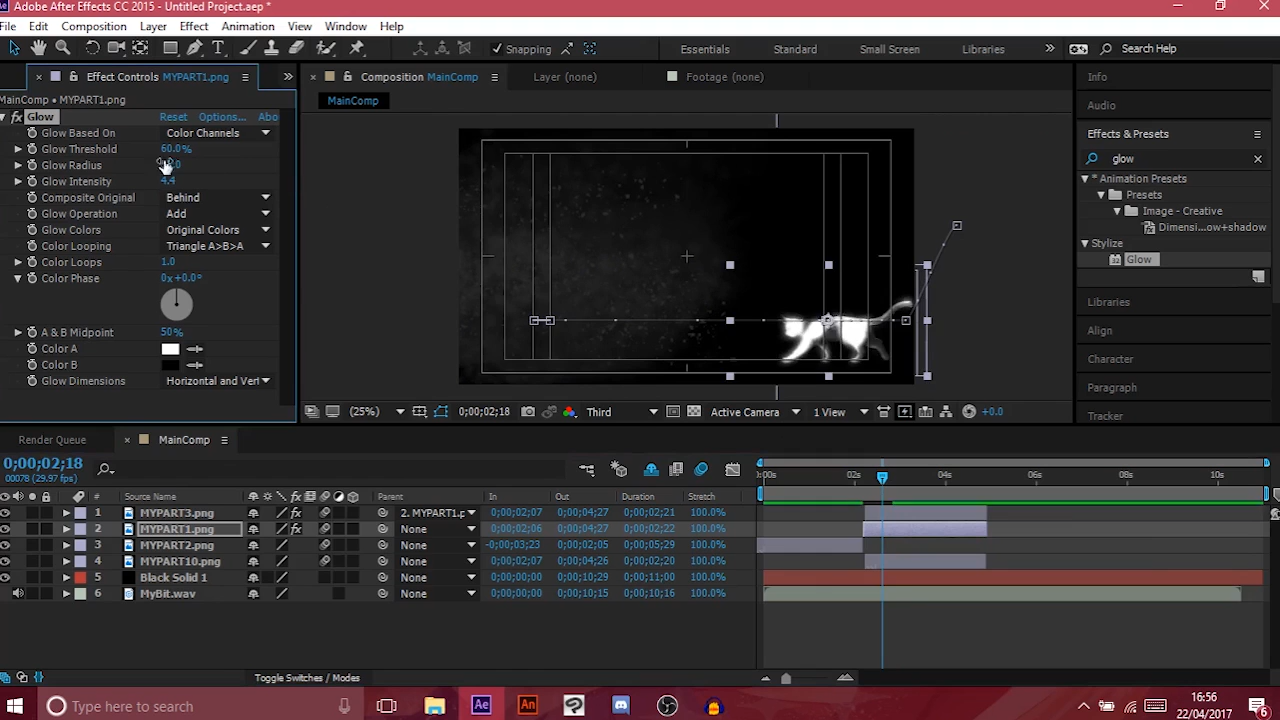 Adobe After Effects CC 2015 - Untitled Project.aep *
File Edit Composition Layer Effect Animation View Window Help
Snapping Essentials Standard Small Screen Libraries Search Help
Effect Controls MYPART1.png
Composition MainComp
Layer (none)
Footage (none)
Info
MainComp • MYPART1.png
MainComp
Audio
Glow Reset Options... Abo
Glow Based On Color Channels
Glow Threshold 60.0%
Glow Radius
Glow Intensity 4.4
Composite Original Behind
Glow Operation Add
Glow Colors Original Colors
Color Looping Triangle A>B>A
Color Loops 1.0
Color Phase 0x+0.0°
A & B Midpoint 50%
Color A
Color B
Glow Dimensions Horizontal and Vert
Effects & Presets
glow
* Animation Presets
Presets
Image - Creative
Dimensi...ow+shadow
Stylize
Glow
Libraries
Align
Character
Paragraph
Tracker
(25%) 0;00;02;18 Third Active Camera 1 View +0.0
Render Queue MainComp
0;00;02;18
00078 (29.97 fps)
:00s 02s 04s 06s 08s 10s
# Source Name Parent In Out Duration Stretch
1 MYPART3.png 2. MYPART1.p 0;00;02;07 0;00;04;27 0;00;02;21 100.0%
2 MYPART1.png None 0;00;02;06 0;00;04;27 0;00;02;22 100.0%
3 MYPART2.png None -0;00;03;23 0;00;02;05 0;00;05;29 100.0%
4 MYPART10.png None 0;00;02;07 0;00;04;26 0;00;02;20 100.0%
5 Black Solid 1 None 0;00;00;00 0;00;10;29 0;00;11;00 100.0%
6 MyBit.wav None 0;00;00;00 0;00;10;15 0;00;10;16 100.0%
Toggle Switches / Modes
Type here to search
16:56
22/04/2017
6